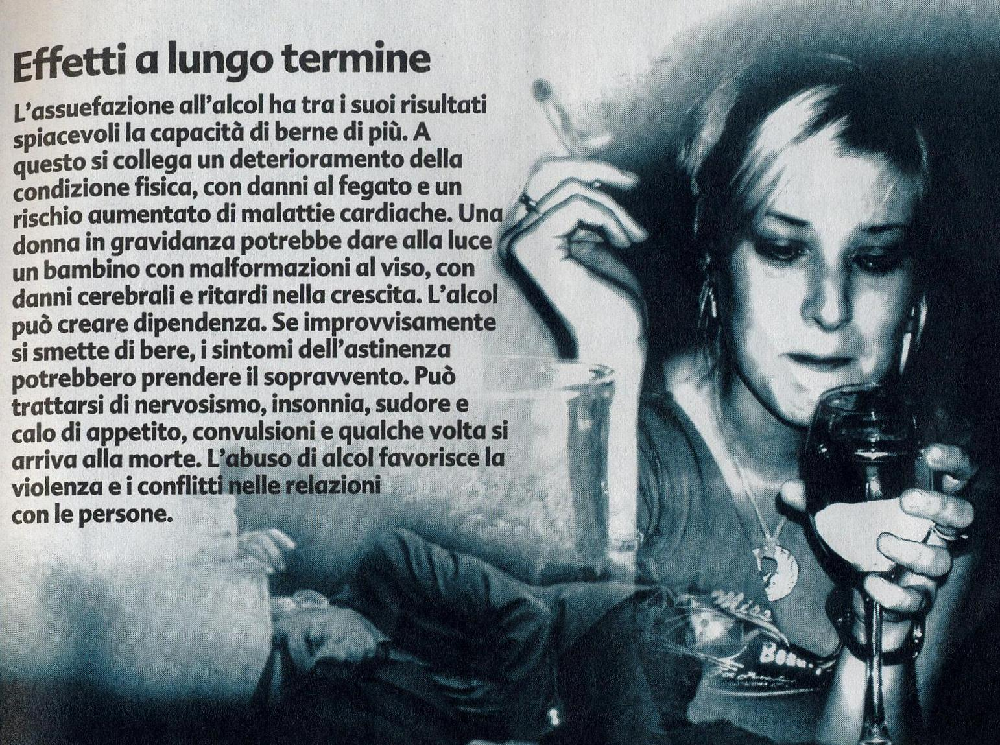 Effetti a lungo termine
L'assuefazione all'alcol ha tra i suoi risultati
spiacevoli la capacità di berne di più. A
questo si collega un deterioramento della
condizione fisica, con danni al fegato e un
rischio aumentato di malattie cardiache. Una
donna in gravidanza potrebbe dare alla luce
un bambino con malformazioni al viso, con
danni cerebrali e ritardi nella crescita. L'alcol
può creare dipendenza. Se improvvisamente
si smette di bere, i sintomi dell'astinenza
potrebbero prendere il sopravvento. Può
trattarsi di nervosismo, insonnia, sudore e
calo di appetito, convulsioni e qualche volta si
arriva alla morte. L'abuso di alcol favorisce la
violenza e i conflitti nelle relazioni
con le persone.
Miss